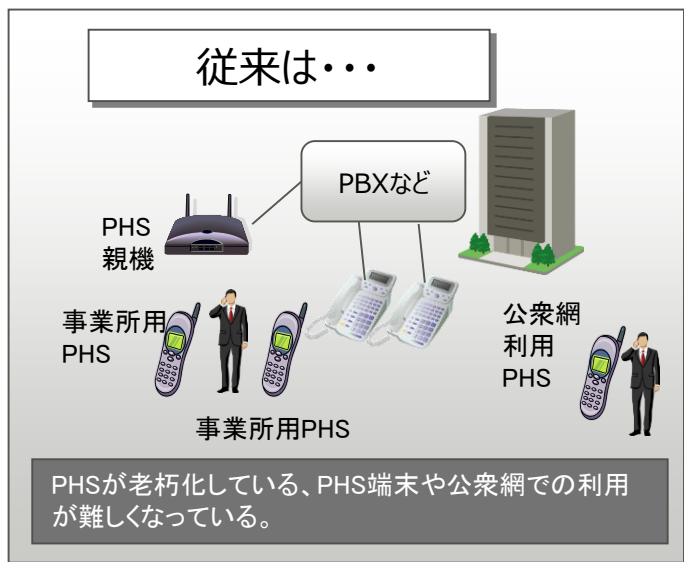 従来は・・・
PBXなど
PHS
親機
事業所用
PHS
事業所用PHS
公衆網
利用
PHS
PHSが老朽化している、PHS端末や公衆網での利用
が難しくなっている。